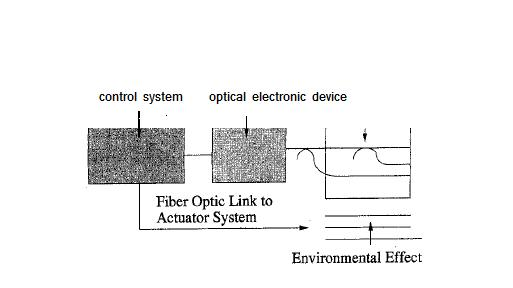 control system
optical electronic device
Fiber Optic Link to
Actuator System
Environmental Effect